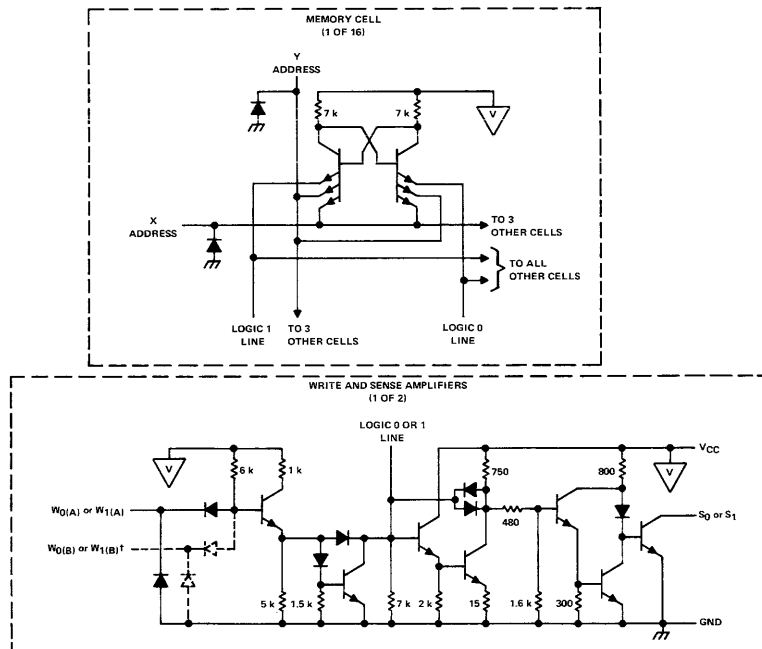 MEMORY CELL
(1 OF 16)
Y
ADDRESS
7 k
7 k
V
X
ADDRESS
TO 3
OTHER CELLS
TO ALL
OTHER CELLS
LOGIC 1
LINE
TO 3
OTHER CELLS
LOGIC 0
LINE
WRITE AND SENSE AMPLIFIERS
(1 OF 2)
LOGIC 0 OR 1
LINE
VCC
V
6 k
1 k
750
800
V
W0(A) or W1(A)
480
S0 or S1
W0(B) or W1(B)†
5 k
1.5 k
7 k
2 k
15
1.6 k
300
GND